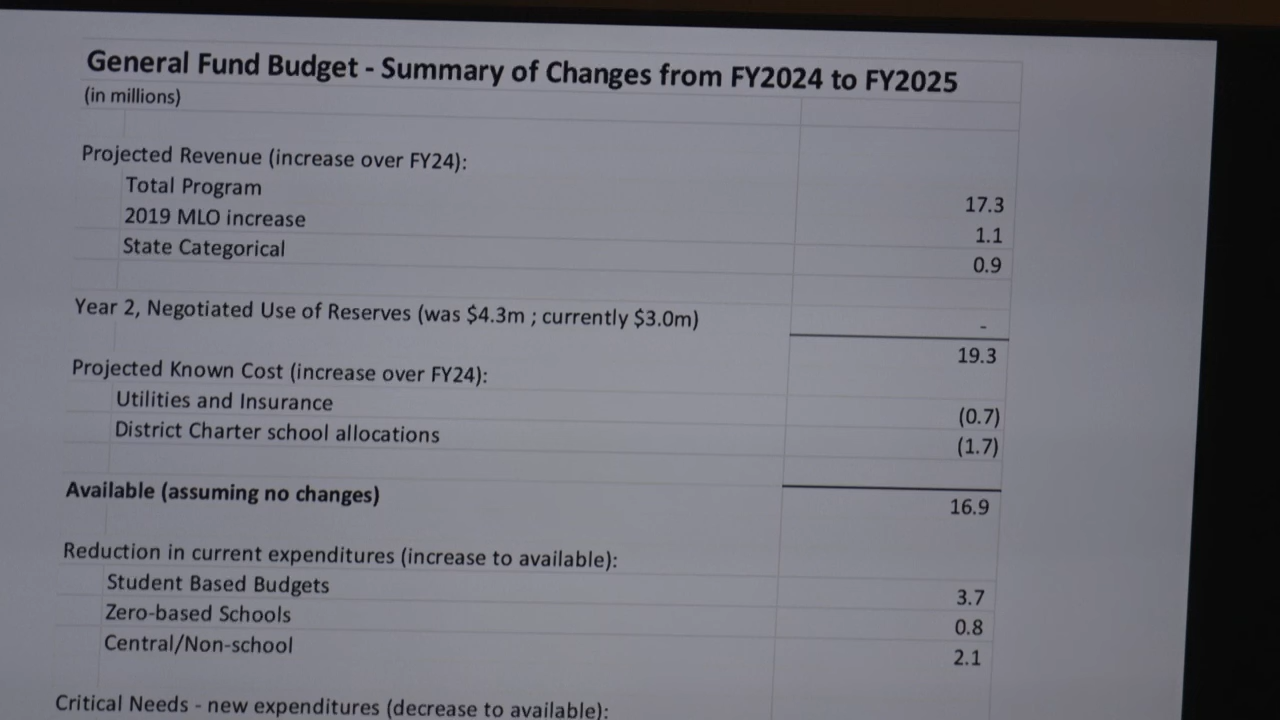 General Fund Budget - Summary of Changes from FY2024 to FY2025
(in millions)
Projected Revenue (increase over FY24):
Total Program 17.3
2019 MLO increase 1.1
State Categorical 0.9
Year 2, Negotiated Use of Reserves (was $4.3m ; currently $3.0m) -
19.3
Projected Known Cost (increase over FY24):
Utilities and Insurance (0.7)
District Charter school allocations (1.7)
Available (assuming no changes) 16.9
Reduction in current expenditures (increase to available):
Student Based Budgets 3.7
Zero-based Schools 0.8
Central/Non-school 2.1
Critical Needs - new expenditures (decrease to available):